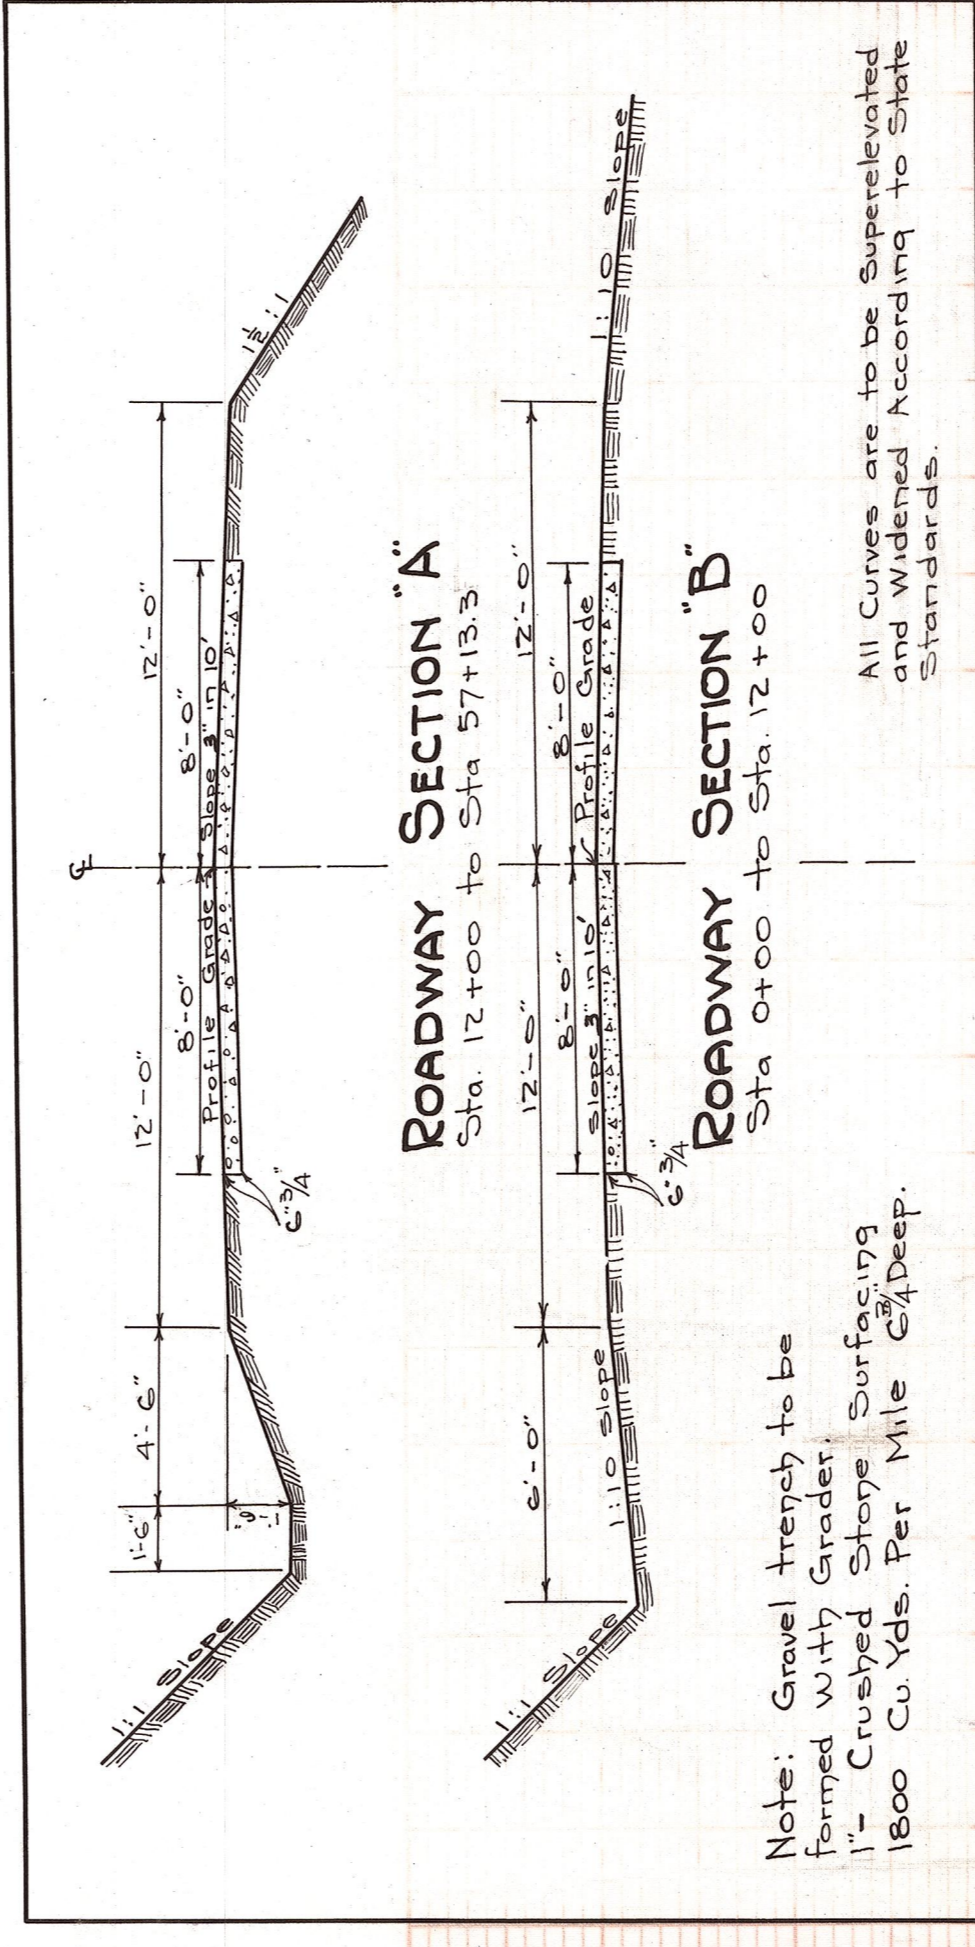 ℄
12'-0"
12'-0"
4'-6"
1'-6"
8'-0"
8'-0"
Profile Grade
Slope 3" in 10'
1:1 Slope
1½ : 1
1'-6"
6"¾
ROADWAY SECTION "A"
Sta. 12+00 to Sta 57+13.3
6'-0"
12'-0"
12'-0"
8'-0"
8'-0"
Slope 3" in 10'
Profile Grade
1:1 Slope
1:10 Slope
1:10 Slope
6"¾
ROADWAY SECTION "B"
Sta 0+00 to Sta. 12+00
Note: Gravel trench to be
formed with Grader.
1"- Crushed Stone Surfacing
1800 Cu. Yds. Per Mile 6¾" Deep.
All Curves are to be Superelevated
and Widened According to State
Standards.